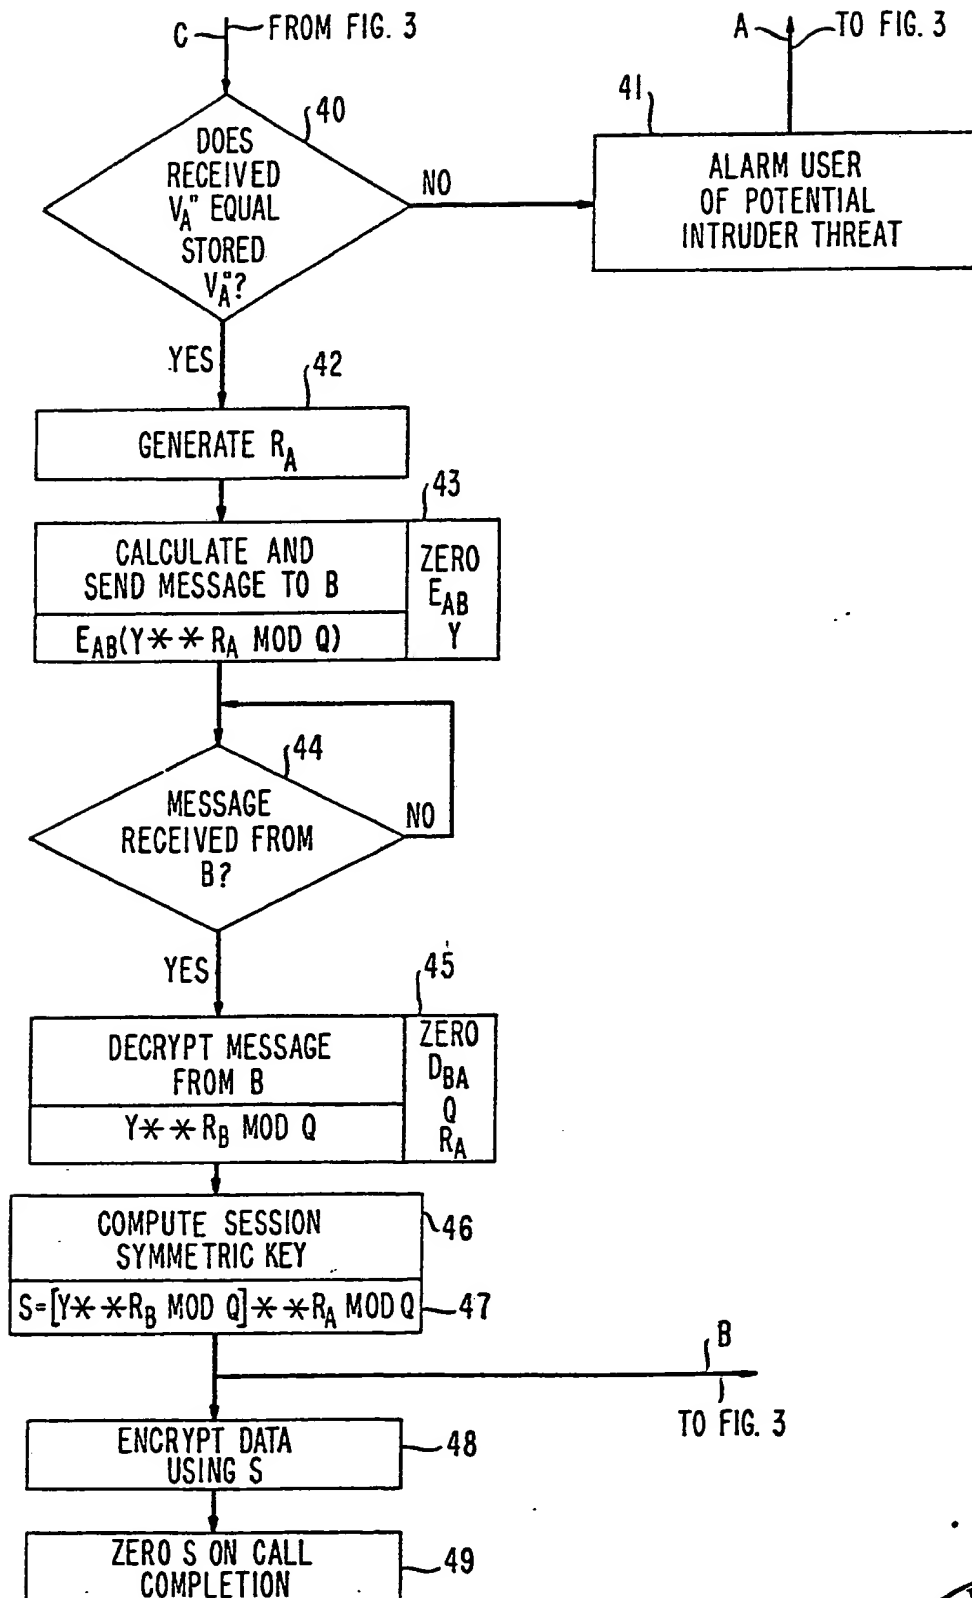 C FROM FIG. 3
A TO FIG. 3
40
DOES
RECEIVED
V_A" EQUAL
STORED
V_A"?
NO
41
ALARM USER
OF POTENTIAL
INTRUDER THREAT
YES
42
GENERATE R_A
43
CALCULATE AND
SEND MESSAGE TO B
E_AB(Y** R_A MOD Q)
ZERO
E_AB
Y
44
MESSAGE
RECEIVED FROM
B?
NO
YES
45
DECRYPT MESSAGE
FROM B
Y** R_B MOD Q
ZERO
D_BA
Q
R_A
COMPUTE SESSION
SYMMETRIC KEY
46
S=[Y**R_B MOD Q]**R_A MOD Q
47
B
TO FIG. 3
ENCRYPT DATA
USING S
48
ZERO S ON CALL
COMPLETION
49